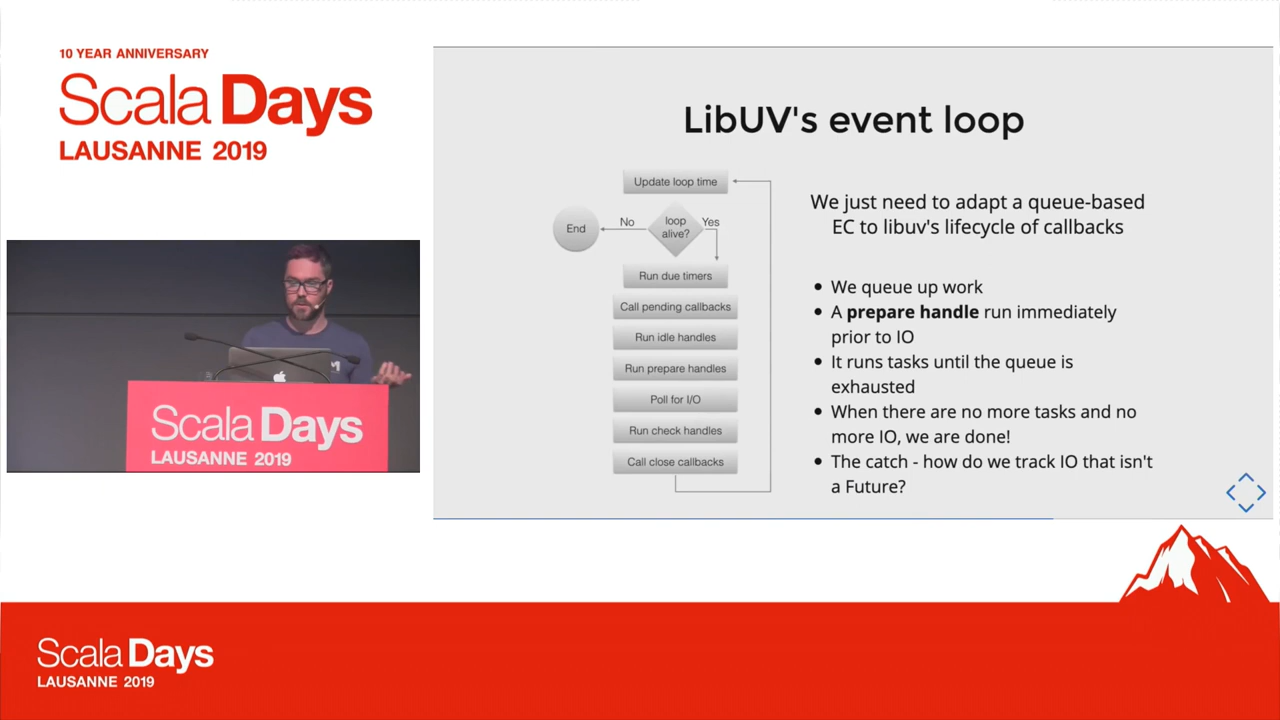 10 YEAR ANNIVERSARY
Scala Days
LAUSANNE 2019
Scala Days
LAUSANNE 2019
LibUV's event loop
Update loop time
loop
alive?
No
Yes
End
Run due timers
Call pending callbacks
Run idle handles
Run prepare handles
Poll for I/O
Run check handles
Call close callbacks
We just need to adapt a queue-based
EC to libuv's lifecycle of callbacks
• We queue up work
• A prepare handle run immediately
prior to IO
• It runs tasks until the queue is
exhausted
• When there are no more tasks and no
more IO, we are done!
• The catch - how do we track IO that isn't
a Future?
Scala Days
LAUSANNE 2019